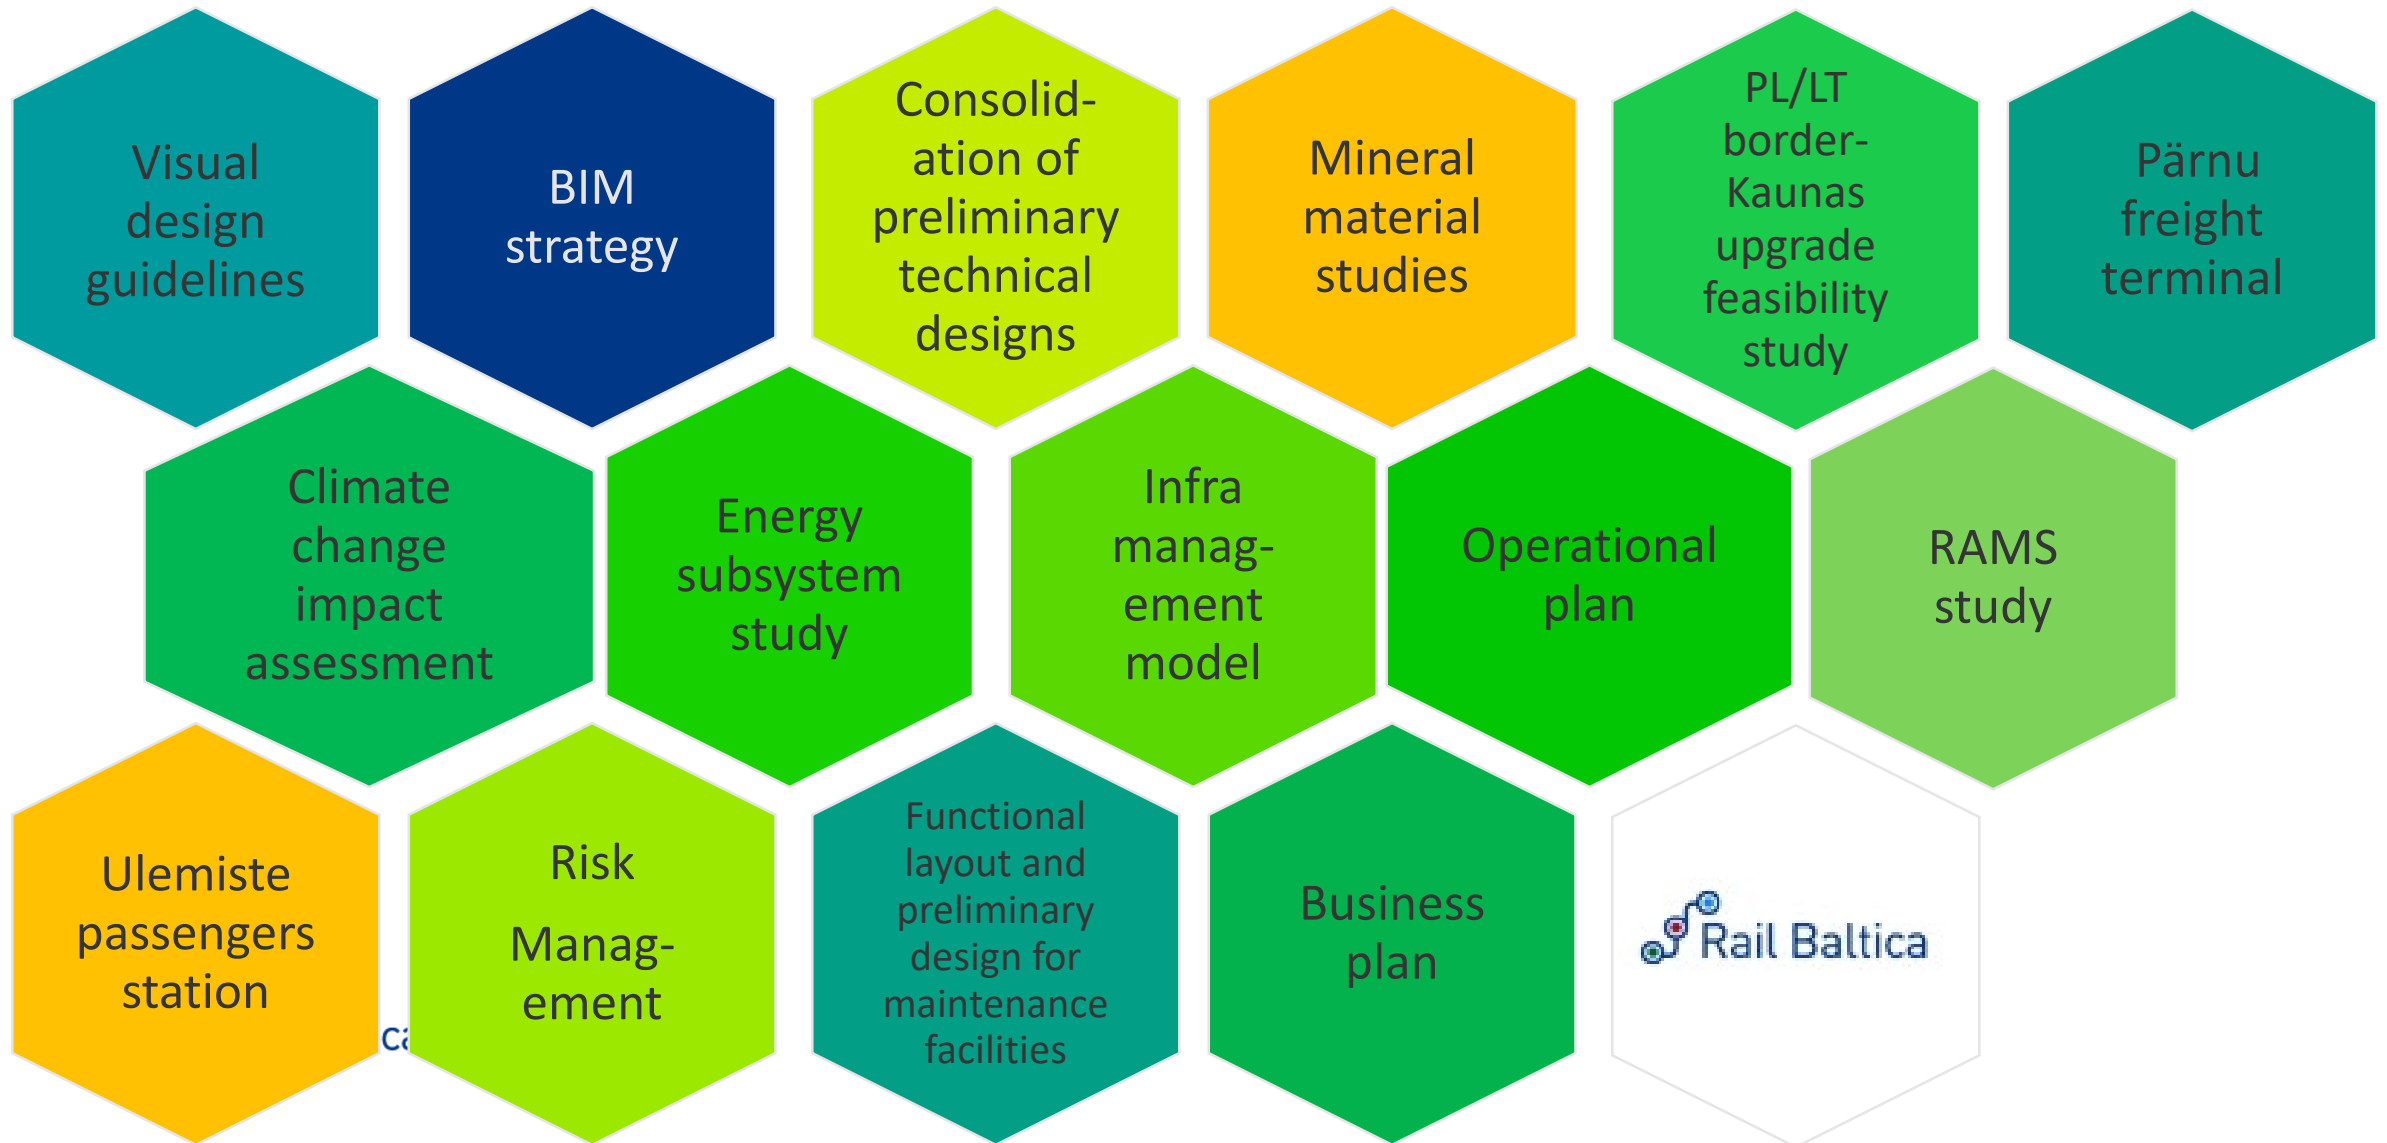 Visual
design
guidelines
BIM
strategy
Consolid-
ation of
preliminary
technical
designs
Mineral
material
studies
PL/LT
border-
Kaunas
upgrade
feasibility
study
Pärnu
freight
terminal
Climate
change
impact
assessment
Energy
subsystem
study
Infra
manag-
ement
model
Operational
plan
RAMS
study
Ulemiste
passengers
station
Risk
Manag-
ement
Functional
layout and
preliminary
design for
maintenance
facilities
Business
plan
Rail Baltica